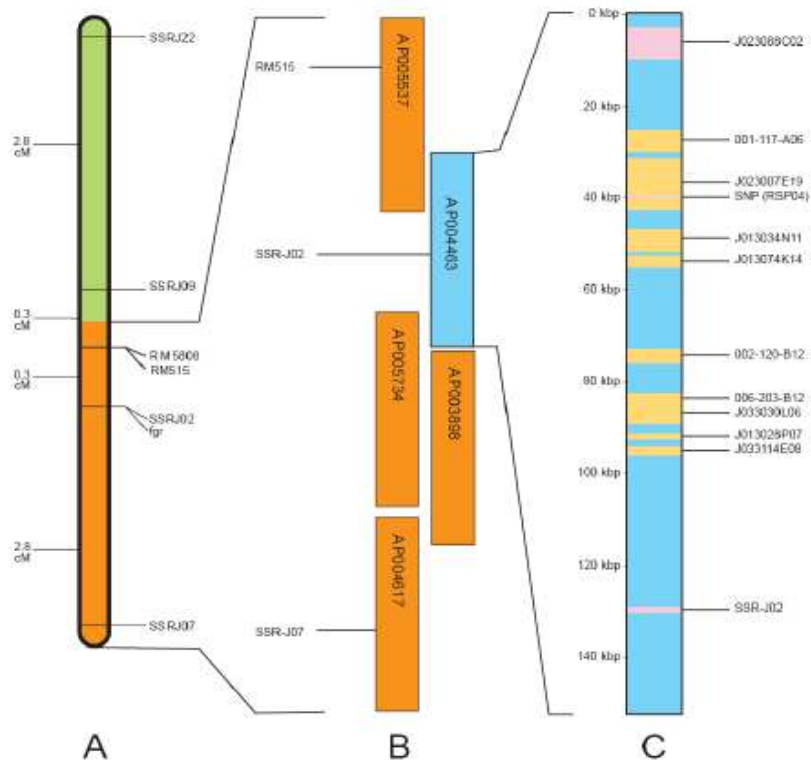 SSRJ22
2.8
cM
SSRJ09
0.3
cM
RM5808
RM515
0.3
cM
SSRJ02
fgr
2.8
cM
SSRJ07
A
RM515
AP005537
AP004463
SSR-J02
AP005734
AP003898
AP004617
SSR-J07
B
0 kbp
20 kbp
40 kbp
60 kbp
80 kbp
100 kbp
120 kbp
140 kbp
J023088C02
001-117-A06
J023007E19
SNP (RSP04)
J013034N11
J013074K14
002-120-B12
006-203-B12
J033030L06
J013028P07
J033114E08
SSR-J02
C